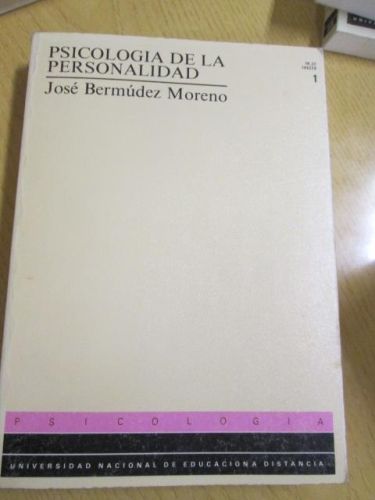 PSICOLOGIA DE LA
PERSONALIDAD
José Bermúdez Moreno
1
PSICOLOGIA
UNIVERSIDAD NACIONAL DE EDUCACIONA DISTANCIA